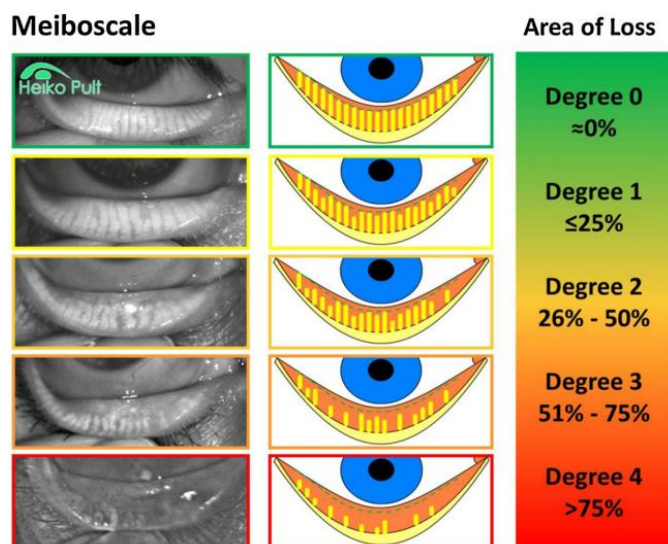 Meiboscale
Area of Loss
Heiko Pult
Degree 0
≈0%
Degree 1
≤25%
Degree 2
26% - 50%
Degree 3
51% - 75%
Degree 4
>75%